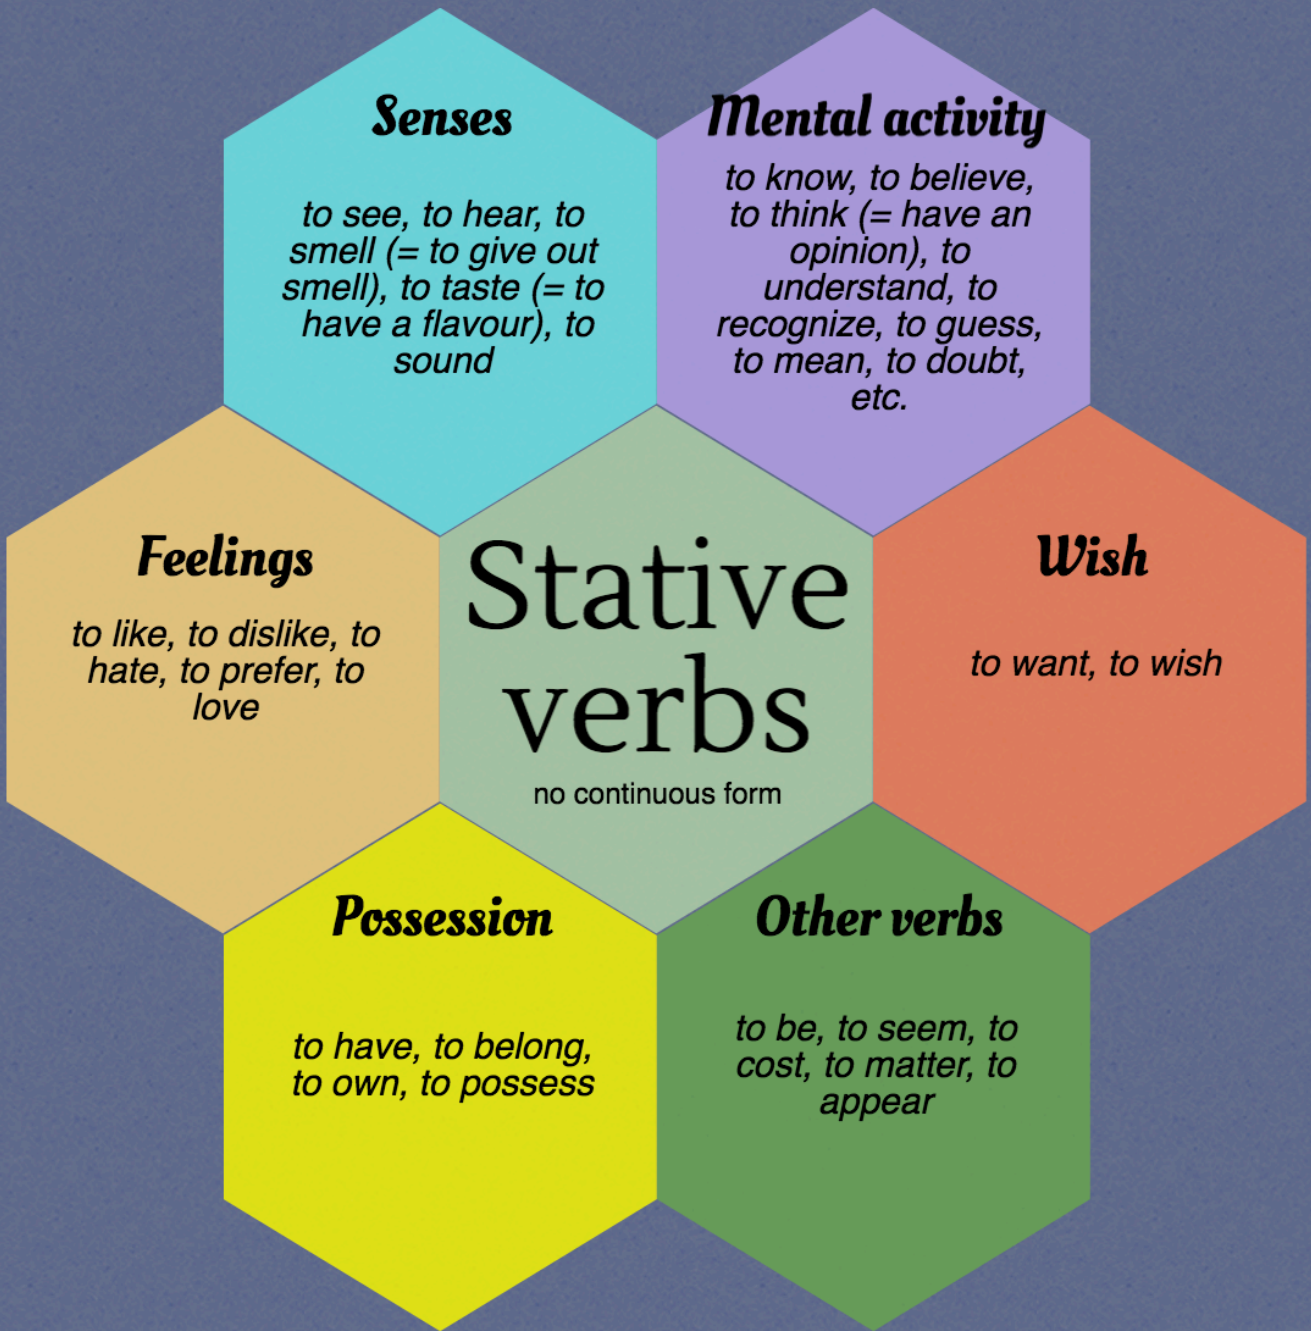 Senses
to see, to hear, to
smell (= to give out
smell), to taste (= to
have a flavour), to
sound
Mental activity
to know, to believe,
to think (= have an
opinion), to
understand, to
recognize, to guess,
to mean, to doubt,
etc.
Feelings
to like, to dislike, to
hate, to prefer, to
love
Stative
verbs
no continuous form
Wish
to want, to wish
Possession
to have, to belong,
to own, to possess
Other verbs
to be, to seem, to
cost, to matter, to
appear